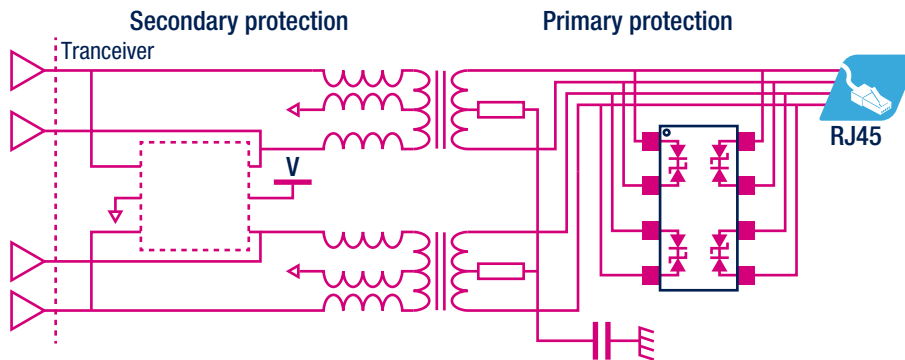 Secondary protection
Primary protection
Tranceiver
RJ45
V